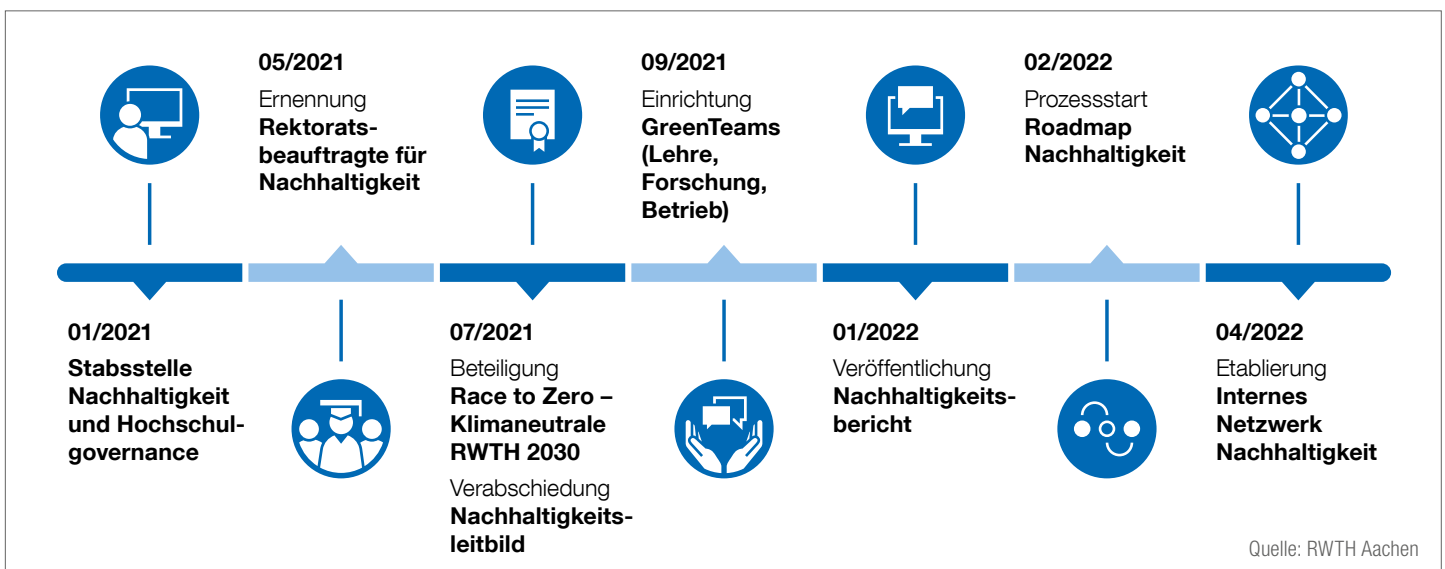 05/2021
Ernennung
Rektorats-
beauftragte für
Nachhaltigkeit
09/2021
Einrichtung
GreenTeams
(Lehre,
Forschung,
Betrieb)
02/2022
Prozessstart
Roadmap
Nachhaltigkeit
01/2021
Stabsstelle
Nachhaltigkeit
und Hochschul-
governance
07/2021
Beteiligung
Race to Zero –
Klimaneutrale
RWTH 2030
Verabschiedung
Nachhaltigkeits-
leitbild
01/2022
Veröffentlichung
Nachhaltigkeits-
bericht
04/2022
Etablierung
Internes
Netzwerk
Nachhaltigkeit
Quelle: RWTH Aachen